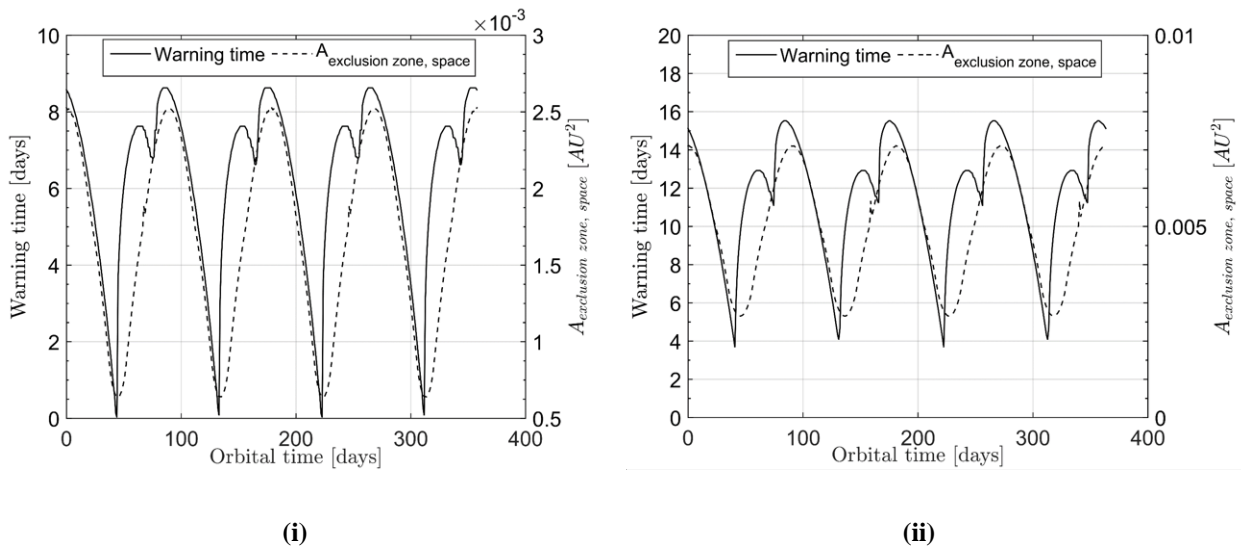 ×10⁻³
Warning time A_exclusion zone, space
10
8
6
4
2
0
Warning time [days]
3
2.5
2
1.5
1
0.5
A_exclusion zone, space [AU²]
0 100 200 300 400
Orbital time [days]
(i)
Warning time A_exclusion zone, space
20
18
16
14
12
10
8
6
4
2
0
Warning time [days]
0.01
0.005
0
A_exclusion zone, space [AU²]
0 100 200 300 400
Orbital time [days]
(ii)